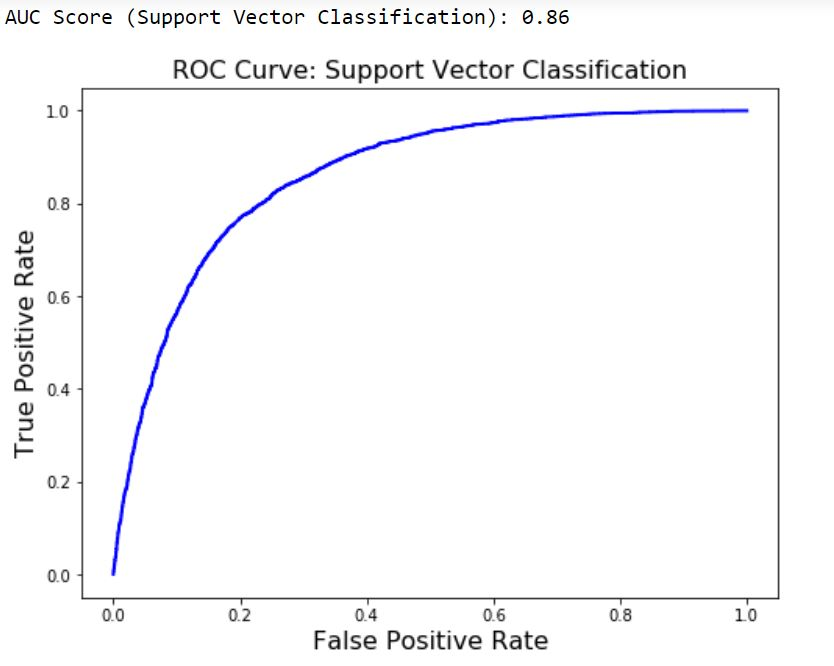 AUC Score (Support Vector Classification): 0.86
ROC Curve: Support Vector Classification
1.0
0.8
0.6
0.4
0.2
0.0
True Positive Rate
0.0 0.2 0.4 0.6 0.8 1.0
False Positive Rate